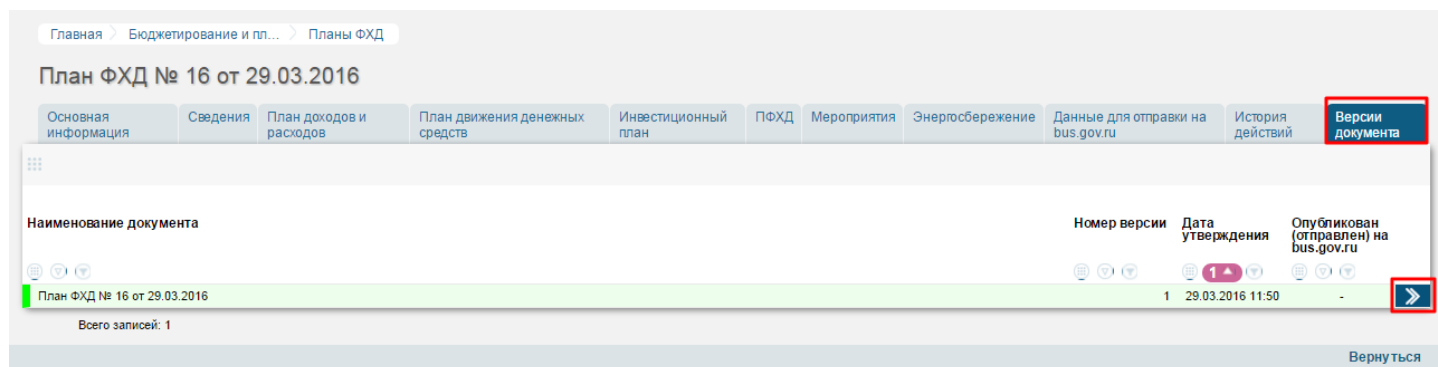 Главная Бюджетирование и пл... Планы ФХД
План ФХД № 16 от 29.03.2016
Основная информация
Сведения
План доходов и расходов
План движения денежных средств
Инвестиционный план
ПФХД
Мероприятия
Энергосбережение
Данные для отправки на bus.gov.ru
История действий
Версии документа
Наименование документа
Номер версии
Дата утверждения
Опубликован (отправлен) на bus.gov.ru
1
План ФХД № 16 от 29.03.2016 1 29.03.2016 11:50 -
Всего записей: 1
Вернуться